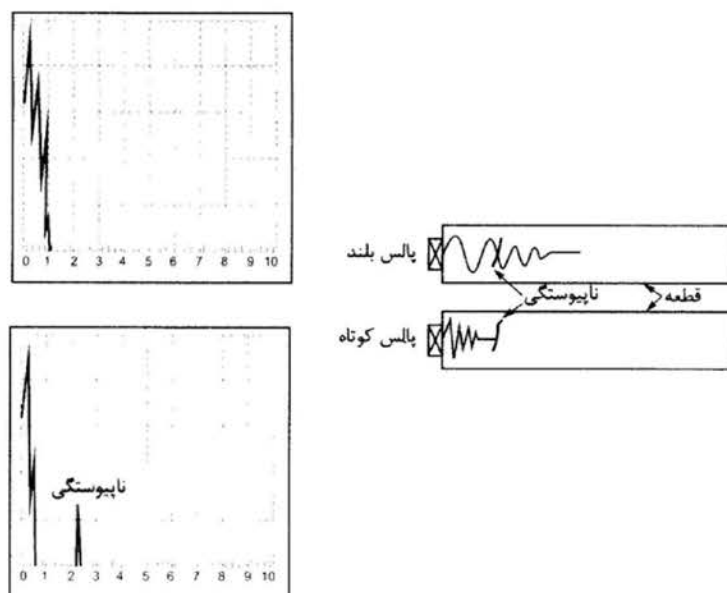 0 1 2 3 4 5 6 7 8 9 10
پالس بلند
ناپیوستگی
قطعه
پالس کوتاه
ناپیوستگی
0 1 2 3 4 5 6 7 8 9 10